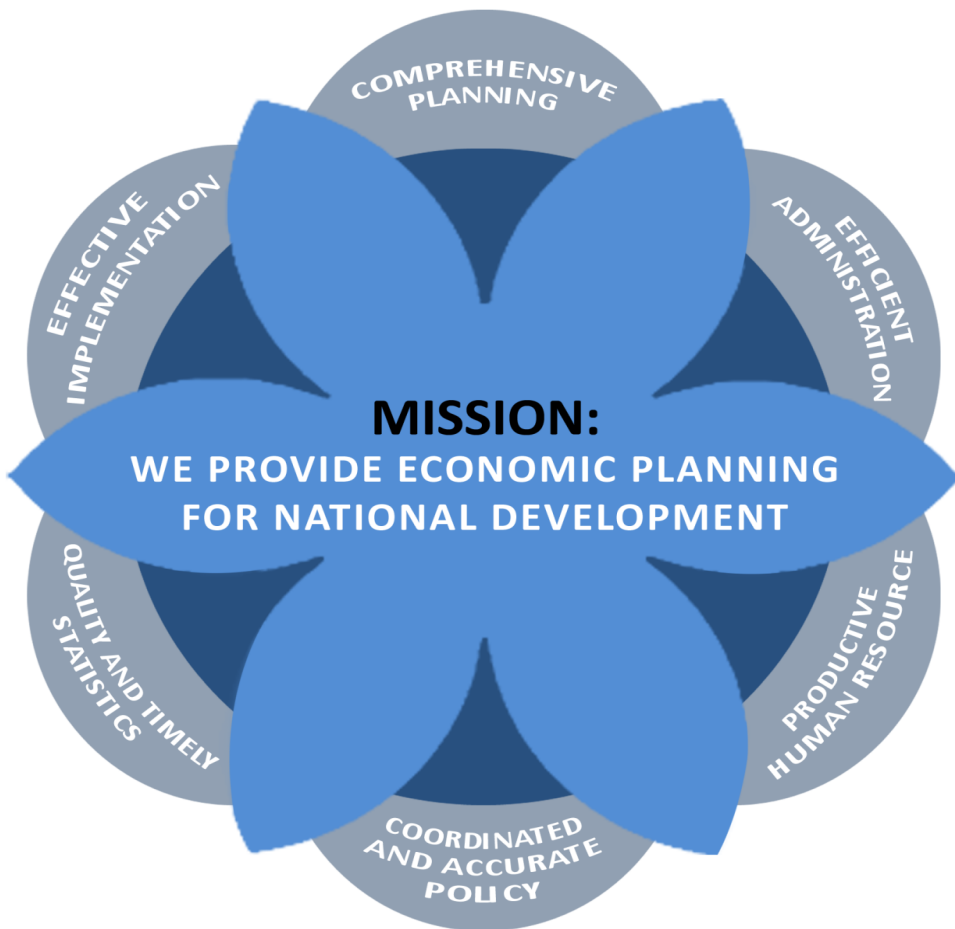 COMPREHENSIVE
PLANNING
EFFICIENT
ADMINISTRATION
PRODUCTIVE
HUMAN RESOURCE
COORDINATED
AND ACCURATE
POLICY
QUALITY AND TIMELY
STATISTICS
EFFECTIVE
IMPLEMENTATION
MISSION:
WE PROVIDE ECONOMIC PLANNING
FOR NATIONAL DEVELOPMENT